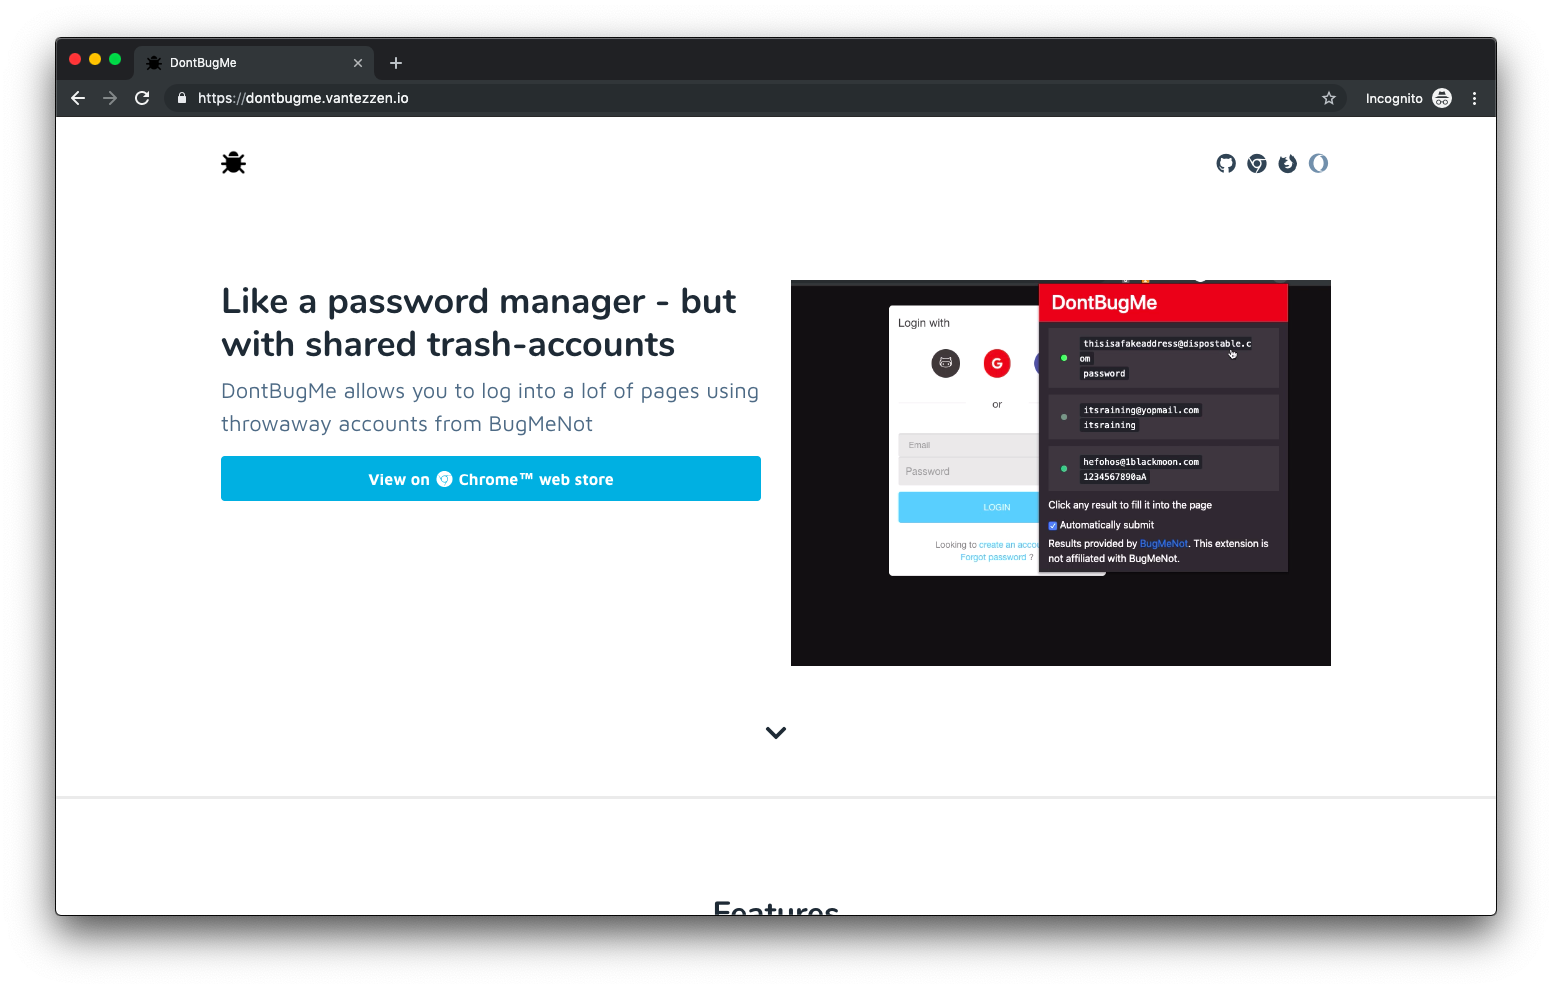 DontBugMe
https://dontbugme.vantezzen.io
Incognito
Like a password manager - but
with shared trash-accounts
DontBugMe allows you to log into a lof of pages using
throwaway accounts from BugMeNot
View on Chrome™ web store
Login with
G
or
Email
Password
LOGIN
Looking to create an accou
Forgot password ?
DontBugMe
thisisafakeaddress@dispostable.c
om
password
itsraining@yopmail.com
itsraining
hefohos@1blackmoon.com
1234567890aA
Click any result to fill it into the page
Automatically submit
Results provided by BugMeNot. This extension is
not affiliated with BugMeNot.
Features